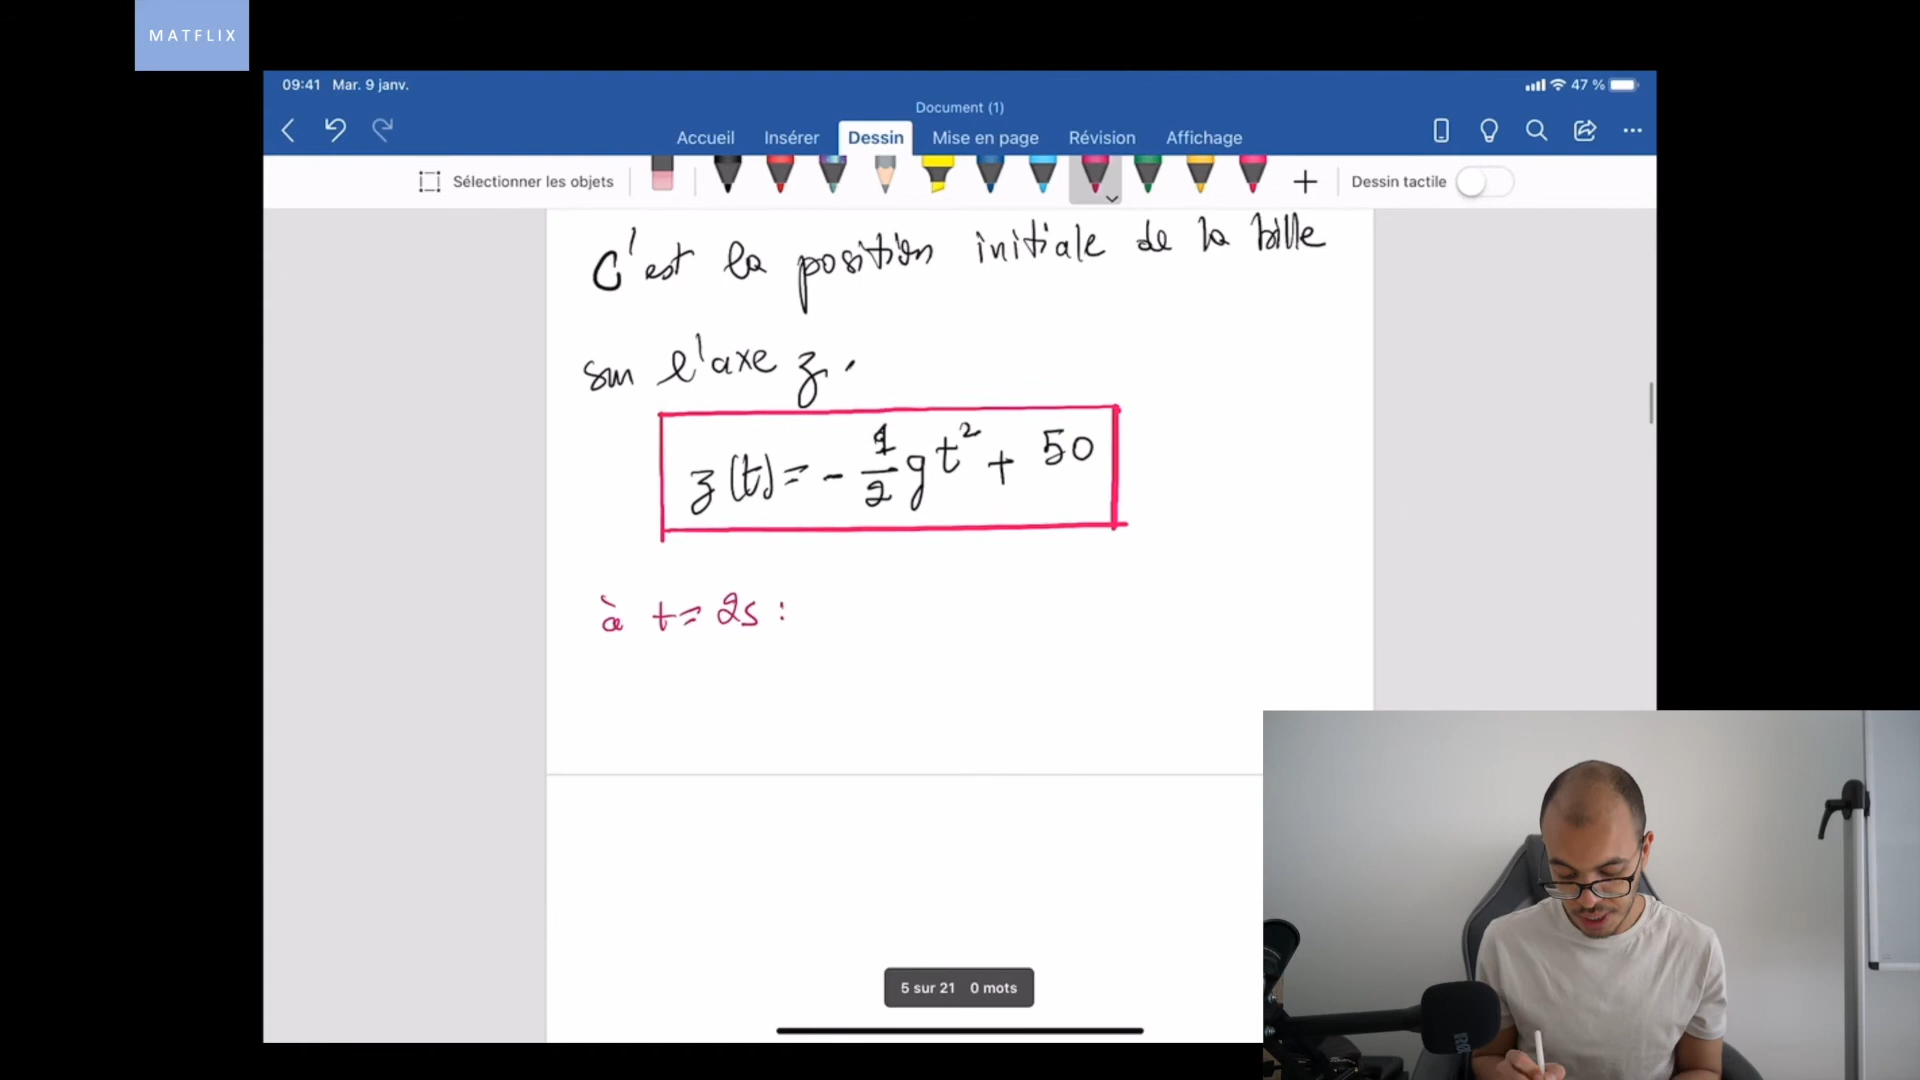 MATFLIX
09:41 Mar. 9 janv.
47 %
Document (1)
Accueil Insérer Dessin Mise en page Révision Affichage
Sélectionner les objets
Dessin tactile
C'est la position initiale de la bille
sur l'axe z.
z(t) = - 1/2 gt² + 50
à t = 2s :
5 sur 21 0 mots